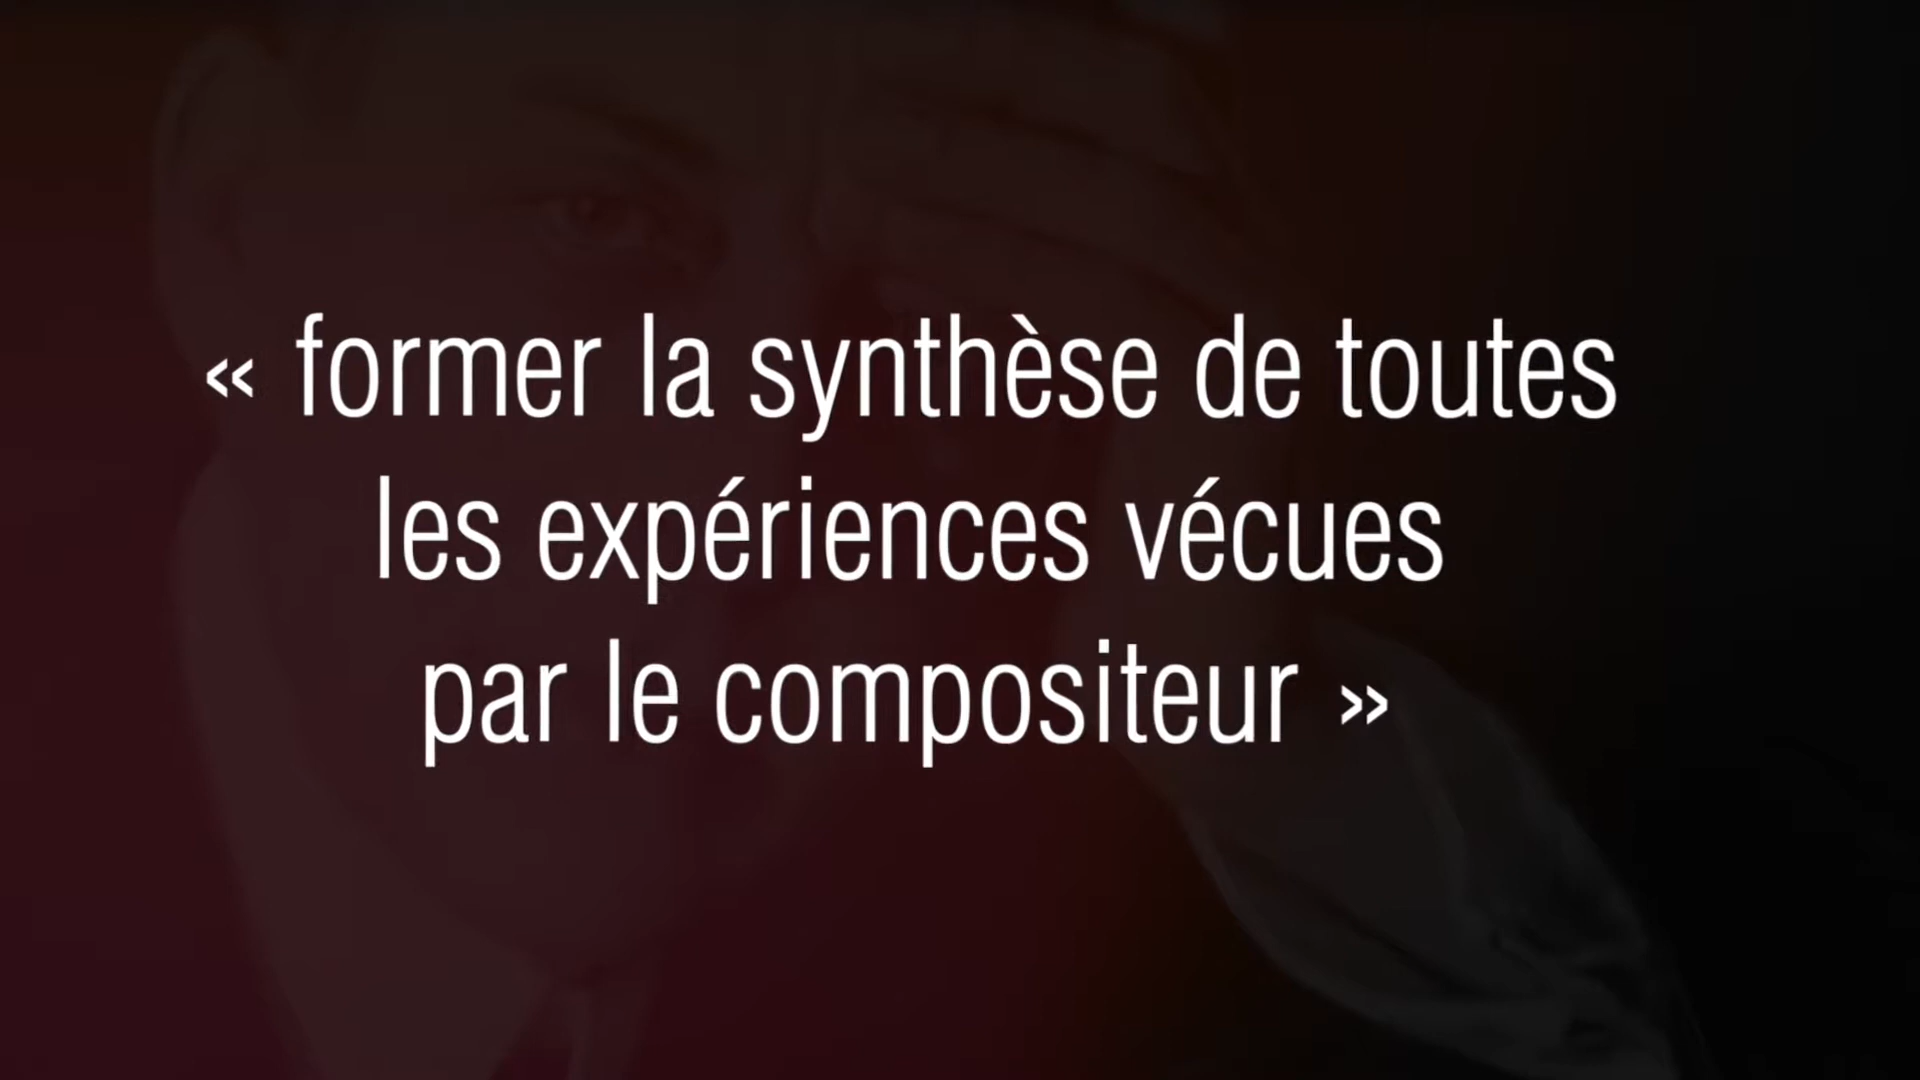 « former la synthèse de toutes
les expériences vécues
par le compositeur »